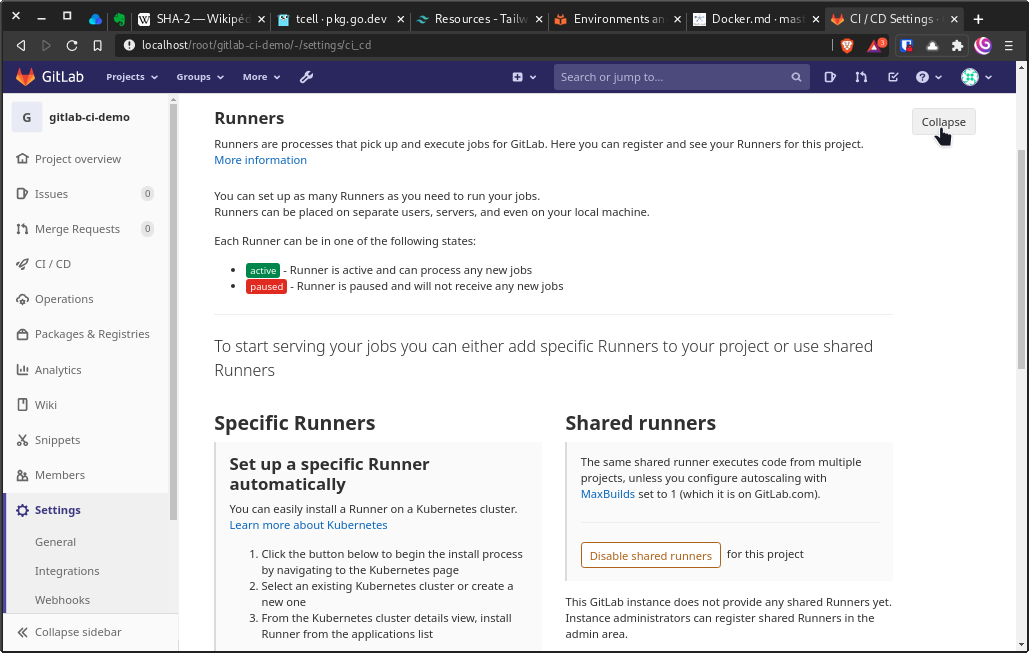 SHA-2 — Wikipéd
tcell · pkg.go.dev
Resources - Tailw
Environments an
Docker.md · mast
CI / CD Settings ·
localhost/root/gitlab-ci-demo/-/settings/ci_cd
3
GitLab
Projects
Groups
More
Search or jump to...
G
gitlab-ci-demo
Project overview
Issues
0
Merge Requests
0
CI / CD
Operations
Packages & Registries
Analytics
Wiki
Snippets
Members
Settings
General
Integrations
Webhooks
Collapse sidebar
Runners
Collapse
Runners are processes that pick up and execute jobs for GitLab. Here you can register and see your Runners for this project.
More information
You can set up as many Runners as you need to run your jobs.
Runners can be placed on separate users, servers, and even on your local machine.
Each Runner can be in one of the following states:
• active - Runner is active and can process any new jobs
• paused - Runner is paused and will not receive any new jobs
To start serving your jobs you can either add specific Runners to your project or use shared
Runners
Specific Runners
Set up a specific Runner
automatically
You can easily install a Runner on a Kubernetes cluster.
Learn more about Kubernetes
1. Click the button below to begin the install process
by navigating to the Kubernetes page
2. Select an existing Kubernetes cluster or create a
new one
3. From the Kubernetes cluster details view, install
Runner from the applications list
Shared runners
The same shared runner executes code from multiple
projects, unless you configure autoscaling with
MaxBuilds set to 1 (which it is on GitLab.com).
Disable shared runners for this project
This GitLab instance does not provide any shared Runners yet.
Instance administrators can register shared Runners in the
admin area.